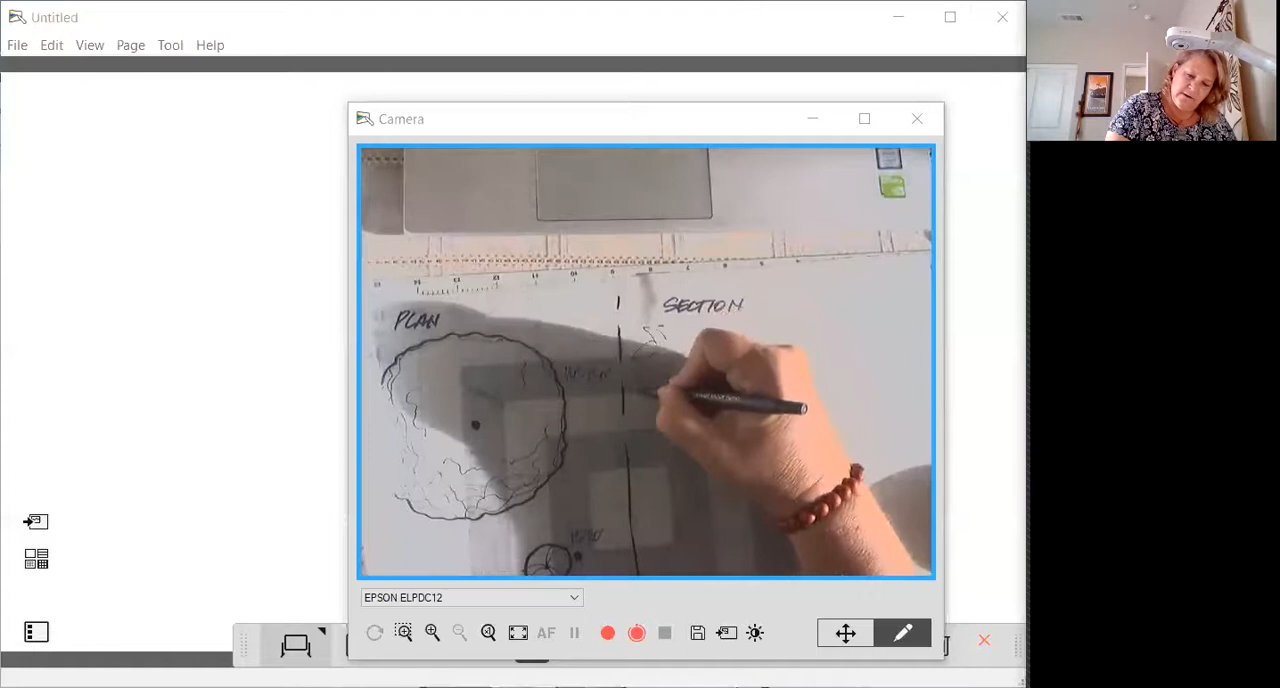 Untitled
File Edit View Page Tool Help
Camera
SECTION
PLAN
EPSON ELPDC12
AF